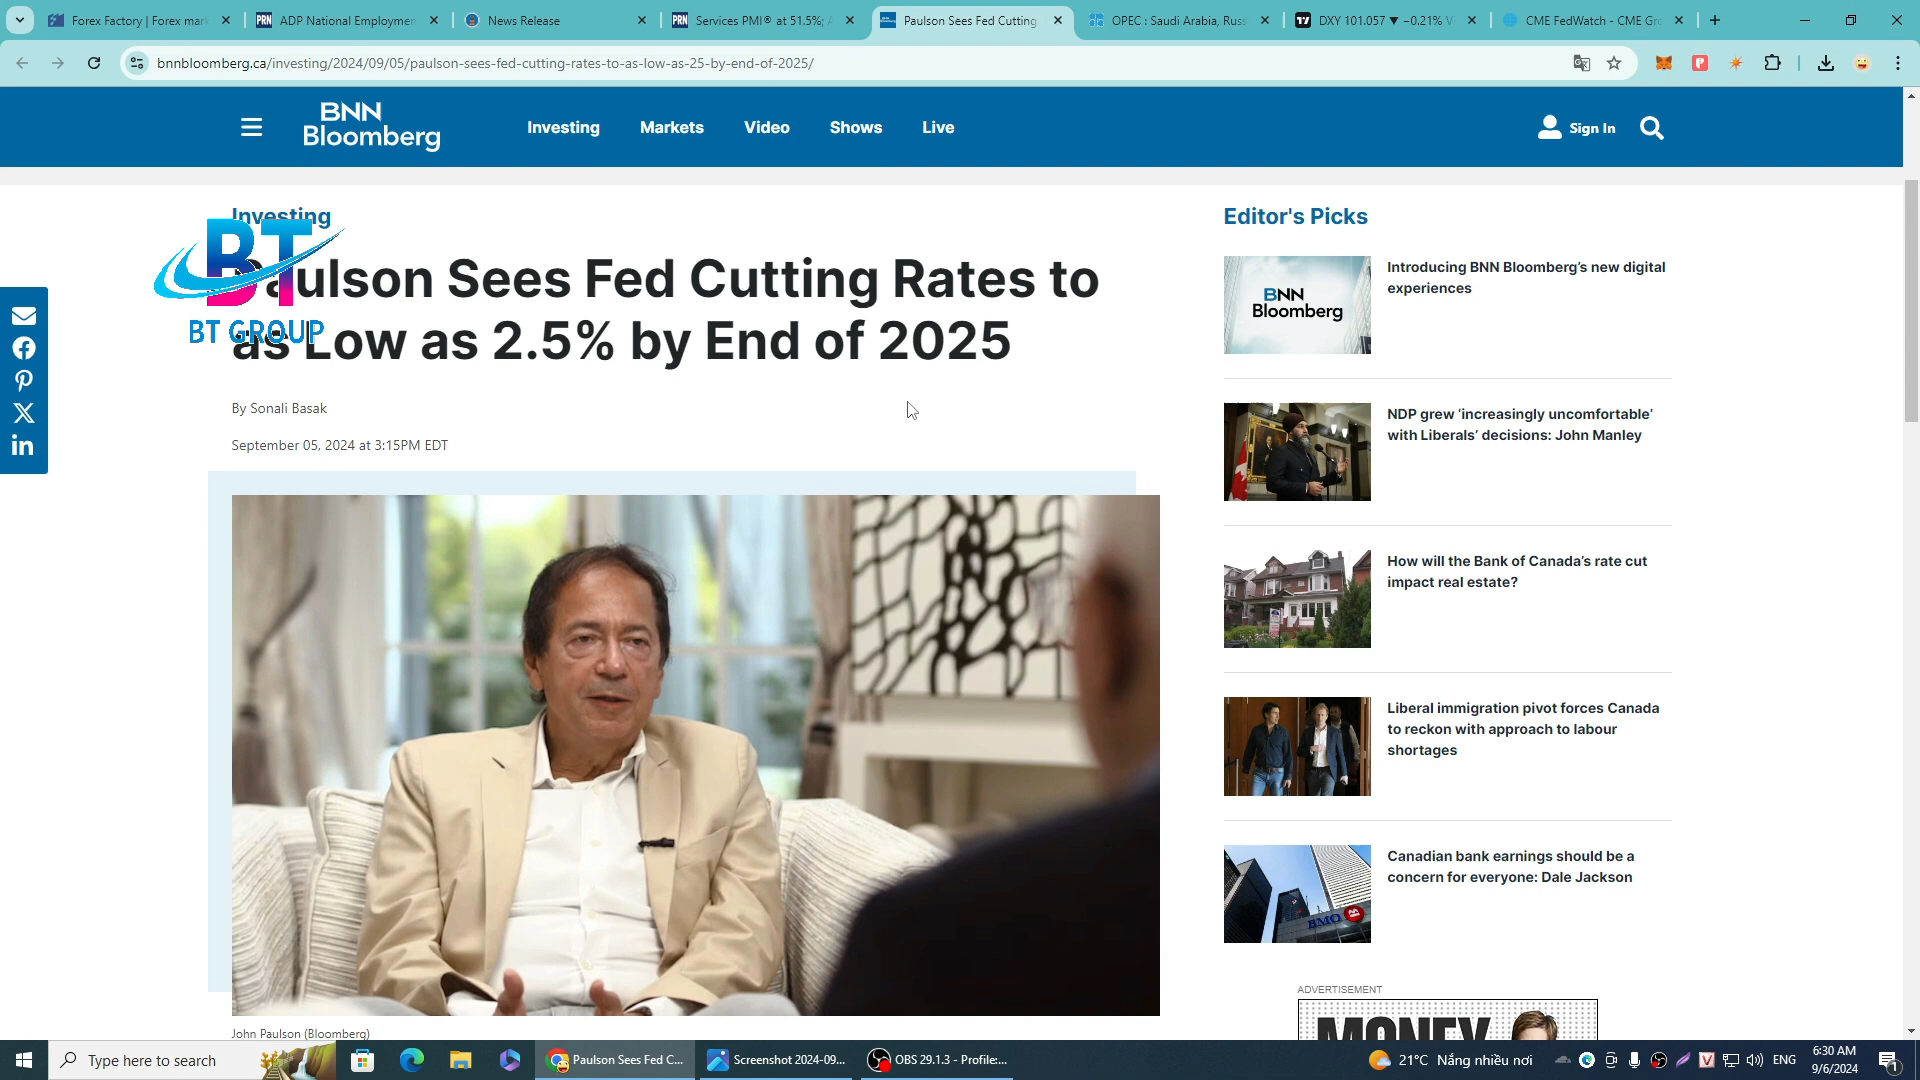 Forex Factory | Forex mark
ADP National Employmen
News Release
Services PMI® at 51.5%; A
Paulson Sees Fed Cutting
OPEC : Saudi Arabia, Russ
DXY 101.057 ▼ −0.21% V
CME FedWatch - CME Gro
bnnbloomberg.ca/investing/2024/09/05/paulson-sees-fed-cutting-rates-to-as-low-as-25-by-end-of-2025/
BNN
Bloomberg
Investing
Markets
Video
Shows
Live
Sign In
Investing
BT
BT GROUP
Paulson Sees Fed Cutting Rates to
as Low as 2.5% by End of 2025
By Sonali Basak
September 05, 2024 at 3:15PM EDT
John Paulson (Bloomberg)
Editor's Picks
BNN
Bloomberg
Introducing BNN Bloomberg's new digital
experiences
NDP grew ‘increasingly uncomfortable’
with Liberals’ decisions: John Manley
How will the Bank of Canada’s rate cut
impact real estate?
Liberal immigration pivot forces Canada
to reckon with approach to labour
shortages
BMO
Canadian bank earnings should be a
concern for everyone: Dale Jackson
ADVERTISEMENT
MONEY
Type here to search
Paulson Sees Fed C...
Screenshot 2024-09...
OBS 29.1.3 - Profile:...
21°C Nắng nhiều nơi
ENG
6:30 AM
9/6/2024
1